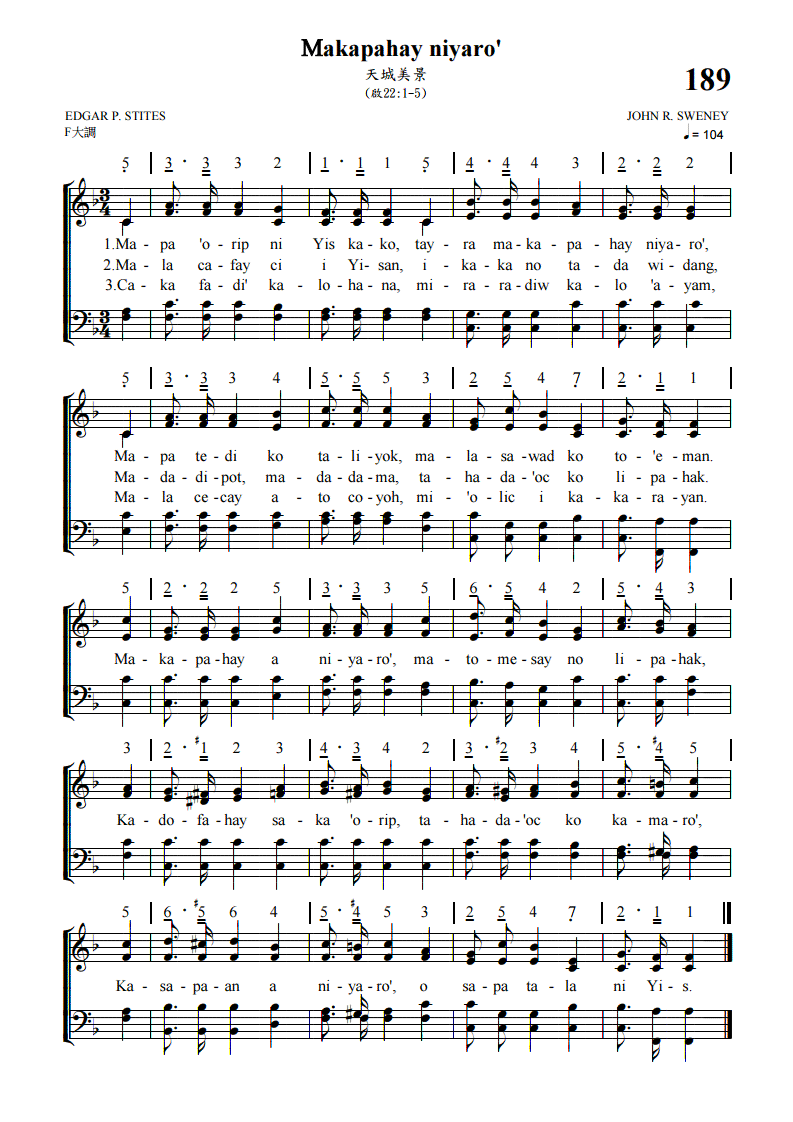 Makapahay niyaro'
天城美景
(啟22:1-5)
189
EDGAR P. STITES
JOHN R. SWENEY
F大調
♩= 104
5 | 3 · 3 3 2 | 1 · 1 1 5 | 4 · 4 4 3 | 2 · 2 2 |
1.Ma - pa 'o - rip ni Yis ka - ko, tay - ra ma - ka - pa - hay niyaro',
2.Ma - la ca - fay ci i Yi - san, i - ka - ka no ta - da wi - dang,
3.Ca - ka fa - di' ka - lo - ha - na, mi - ra - ra - diw ka - lo 'a - yam,
5 | 3 · 3 3 4 | 5 · 5 5 3 | 2 5 4 7 | 2 · 1 1 |
Ma - pa te - di ko ta - li - yok, ma - la - sa - wad ko to - 'e - man.
Ma - da - di - pot, ma - da - da - ma, ta - ha - da - 'oc ko li - pa - hak.
Ma - la ce - cay a - to co - yoh, mi - 'o - lic i ka - ka - ra - yan.
5 | 2 · 2 2 5 | 3 · 3 3 5 | 6 · 5 4 2 | 5 · 4 3 |
Ma - ka - pa - hay a ni - ya - ro', ma - to - me - say no li - pa - hak,
3 | 2 · #1 2 3 | 4 · 3 4 2 | 3 · #2 3 4 | 5 · #4 5 |
Ka - do - fa - hay sa - ka 'o - rip, ta - ha - da - 'oc ko ka - ma - ro',
5 | 6 · #5 6 4 | 5 · #4 5 3 | 2 5 4 7 | 2 · 1 1 ‖
Ka - sa - pa - an a ni - ya - ro', o sa - pa ta - la ni Yi - s.